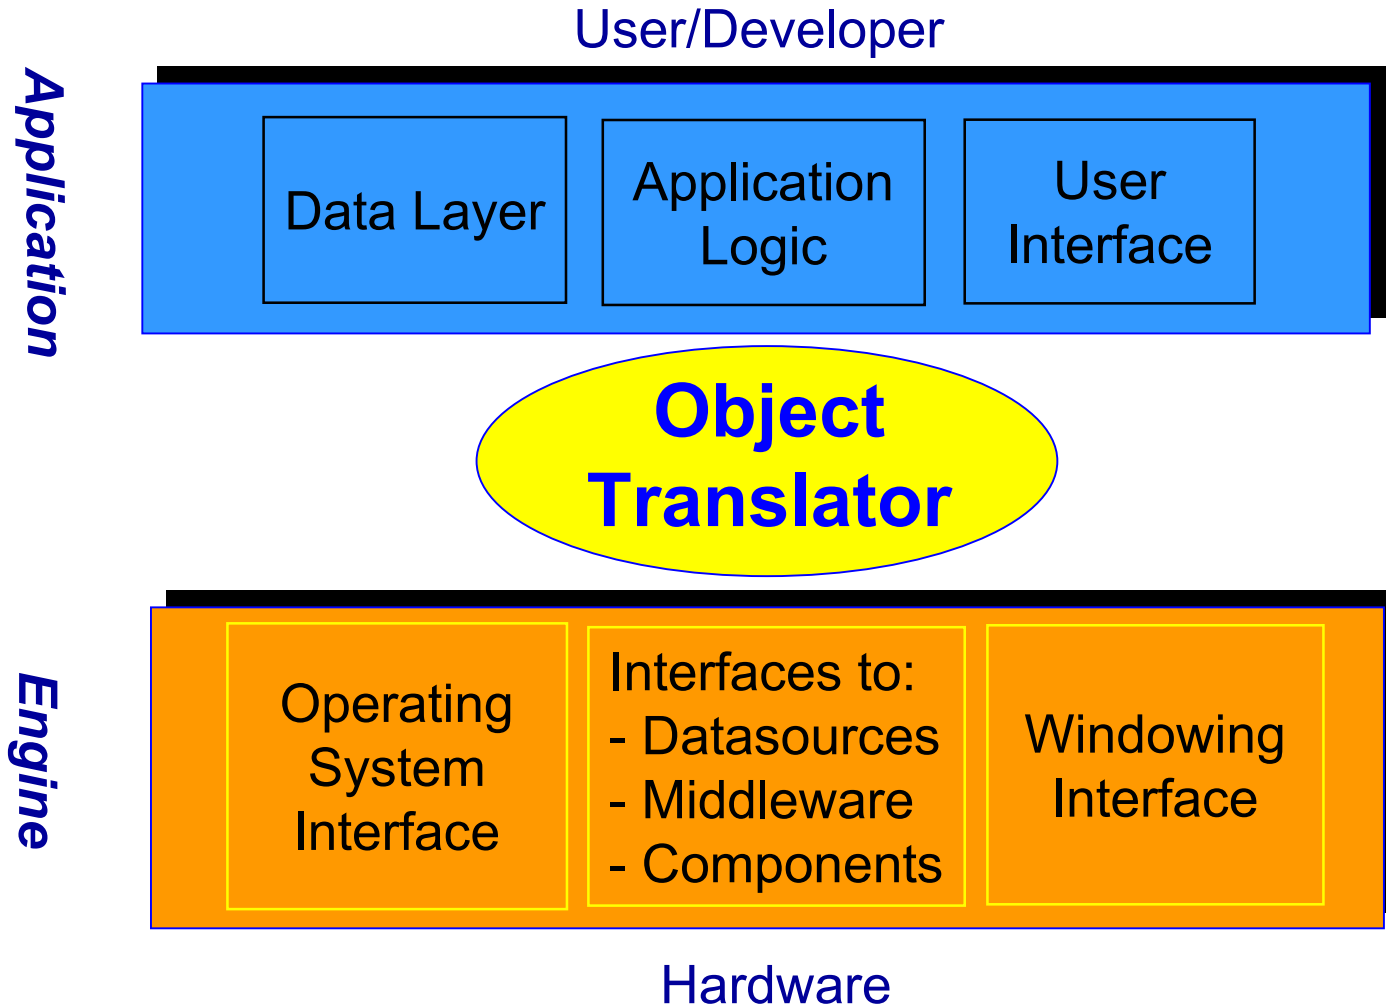 User/Developer
Application
Data Layer
Application
Logic
User
Interface
Object
Translator
Engine
Operating
System
Interface
Interfaces to:
- Datasources
- Middleware
- Components
Windowing
Interface
Hardware